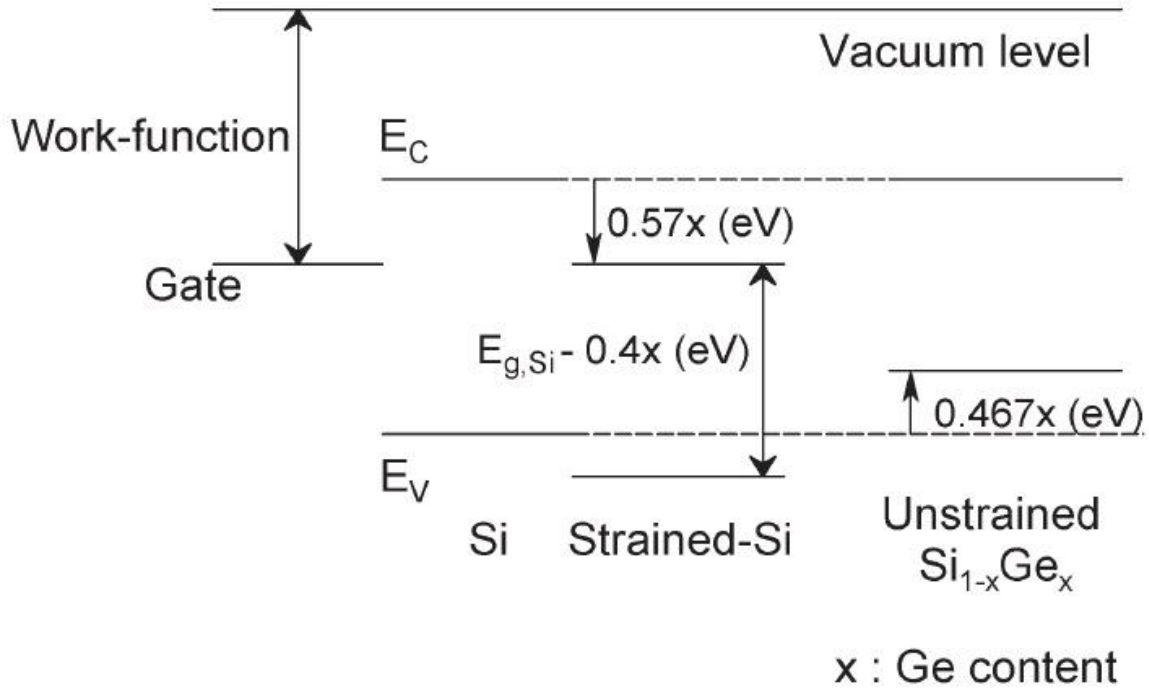 Vacuum level
Work-function
E_C
0.57x (eV)
Gate
E_g,Si - 0.4x (eV)
0.467x (eV)
E_V
Si
Strained-Si
Unstrained
Si_1-xGe_x
x : Ge content